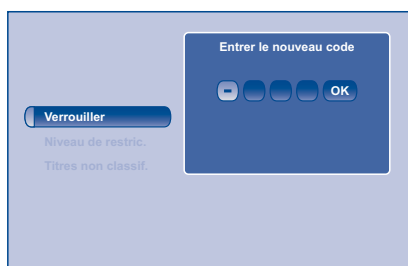 Entrer le nouveau code
- OK
Verrouiller
Niveau de restric.
Titres non classif.